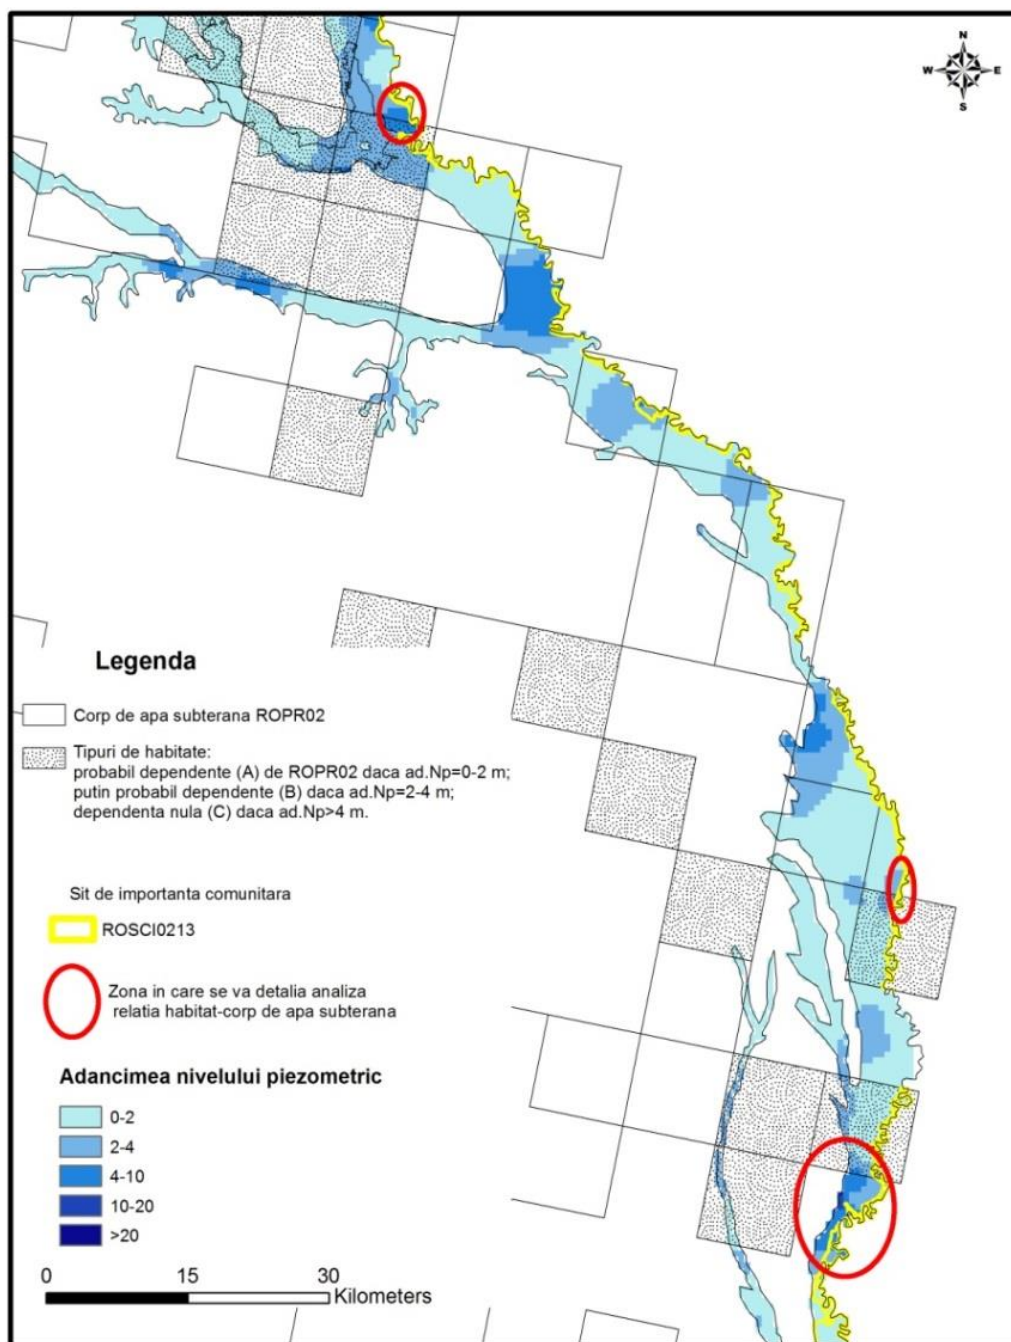 N
W E
S
Legenda
Corp de apa subterana ROPR02
Tipuri de habitate:
probabil dependente (A) de ROPR02 daca ad.Np=0-2 m;
putin probabil dependente (B) daca ad.Np=2-4 m;
dependenta nula (C) daca ad.Np>4 m.
Sit de importanta comunitara
ROSCI0213
Zona in care se va detalia analiza
relatia habitat-corp de apa subterana
Adancimea nivelului piezometric
0-2
2-4
4-10
10-20
>20
0 15 30
Kilometers